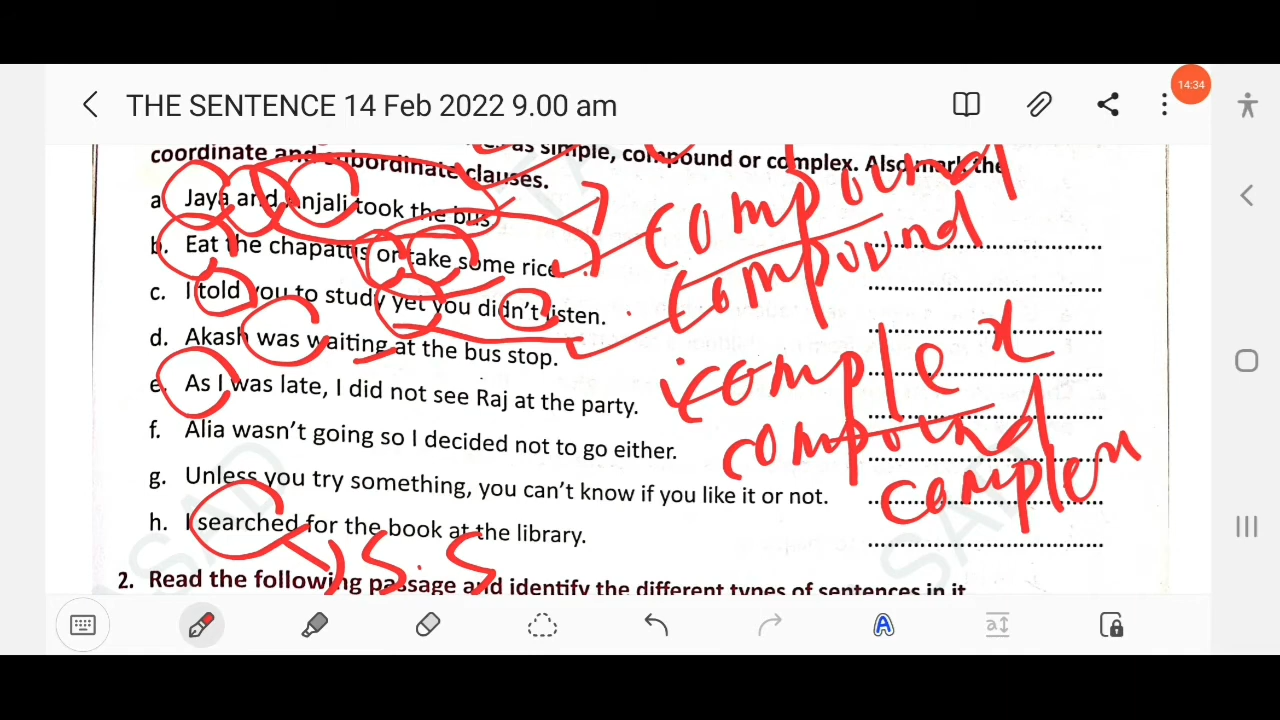 14:34
THE SENTENCE 14 Feb 2022 9.00 am
as simple, compound or complex. Also mark the
coordinate and subordinate clauses.
a. Jaya and Anjali took the bus
b. Eat the chapattis or take some rice.
compound
c. I told you to study yet you didn't listen.
compound
d. Akash was waiting at the bus stop.
e. As I was late, I did not see Raj at the party.
complex
f. Alia wasn't going so I decided not to go either.
compound
g. Unless you try something, you can't know if you like it or not.
complex
h. I searched for the book at the library.
S.S
2. Read the following passage and identify the different types of sentences in it